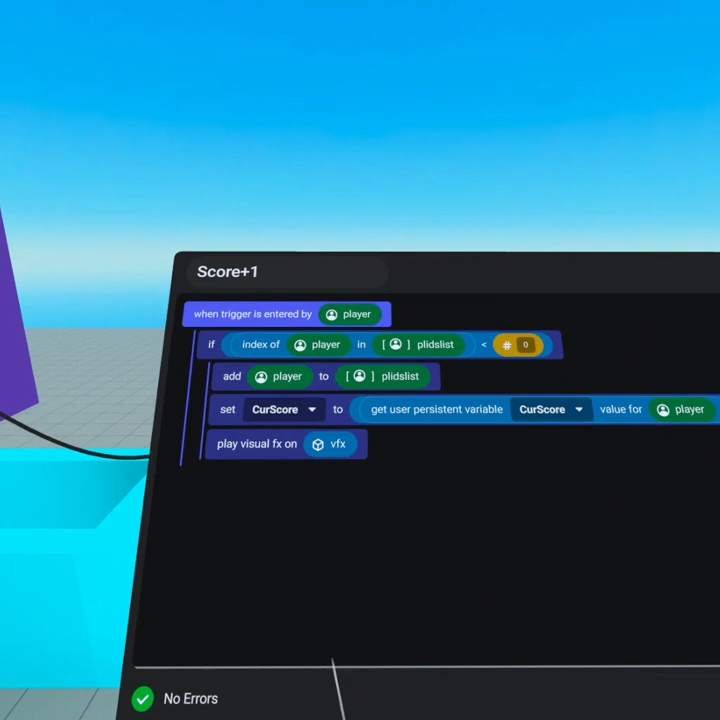 Score+1
when trigger is entered by player
if index of player in [ ] plidslist < # 0
add player to [ ] plidslist
set CurScore to get user persistent variable CurScore value for player
play visual fx on vfx
No Errors